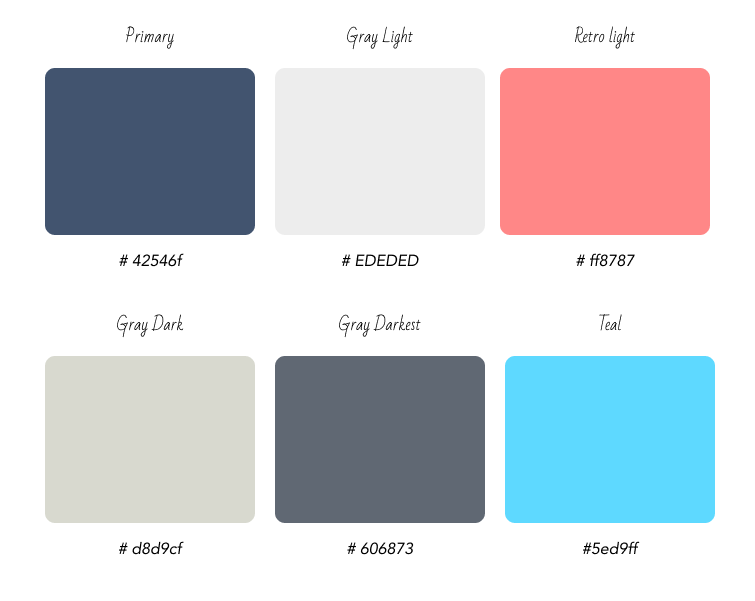 Primary
Gray Light
Retro light
# 42546f
# EDEDED
# ff8787
Gray Dark
Gray Darkest
Teal
# d8d9cf
# 606873
#5ed9ff